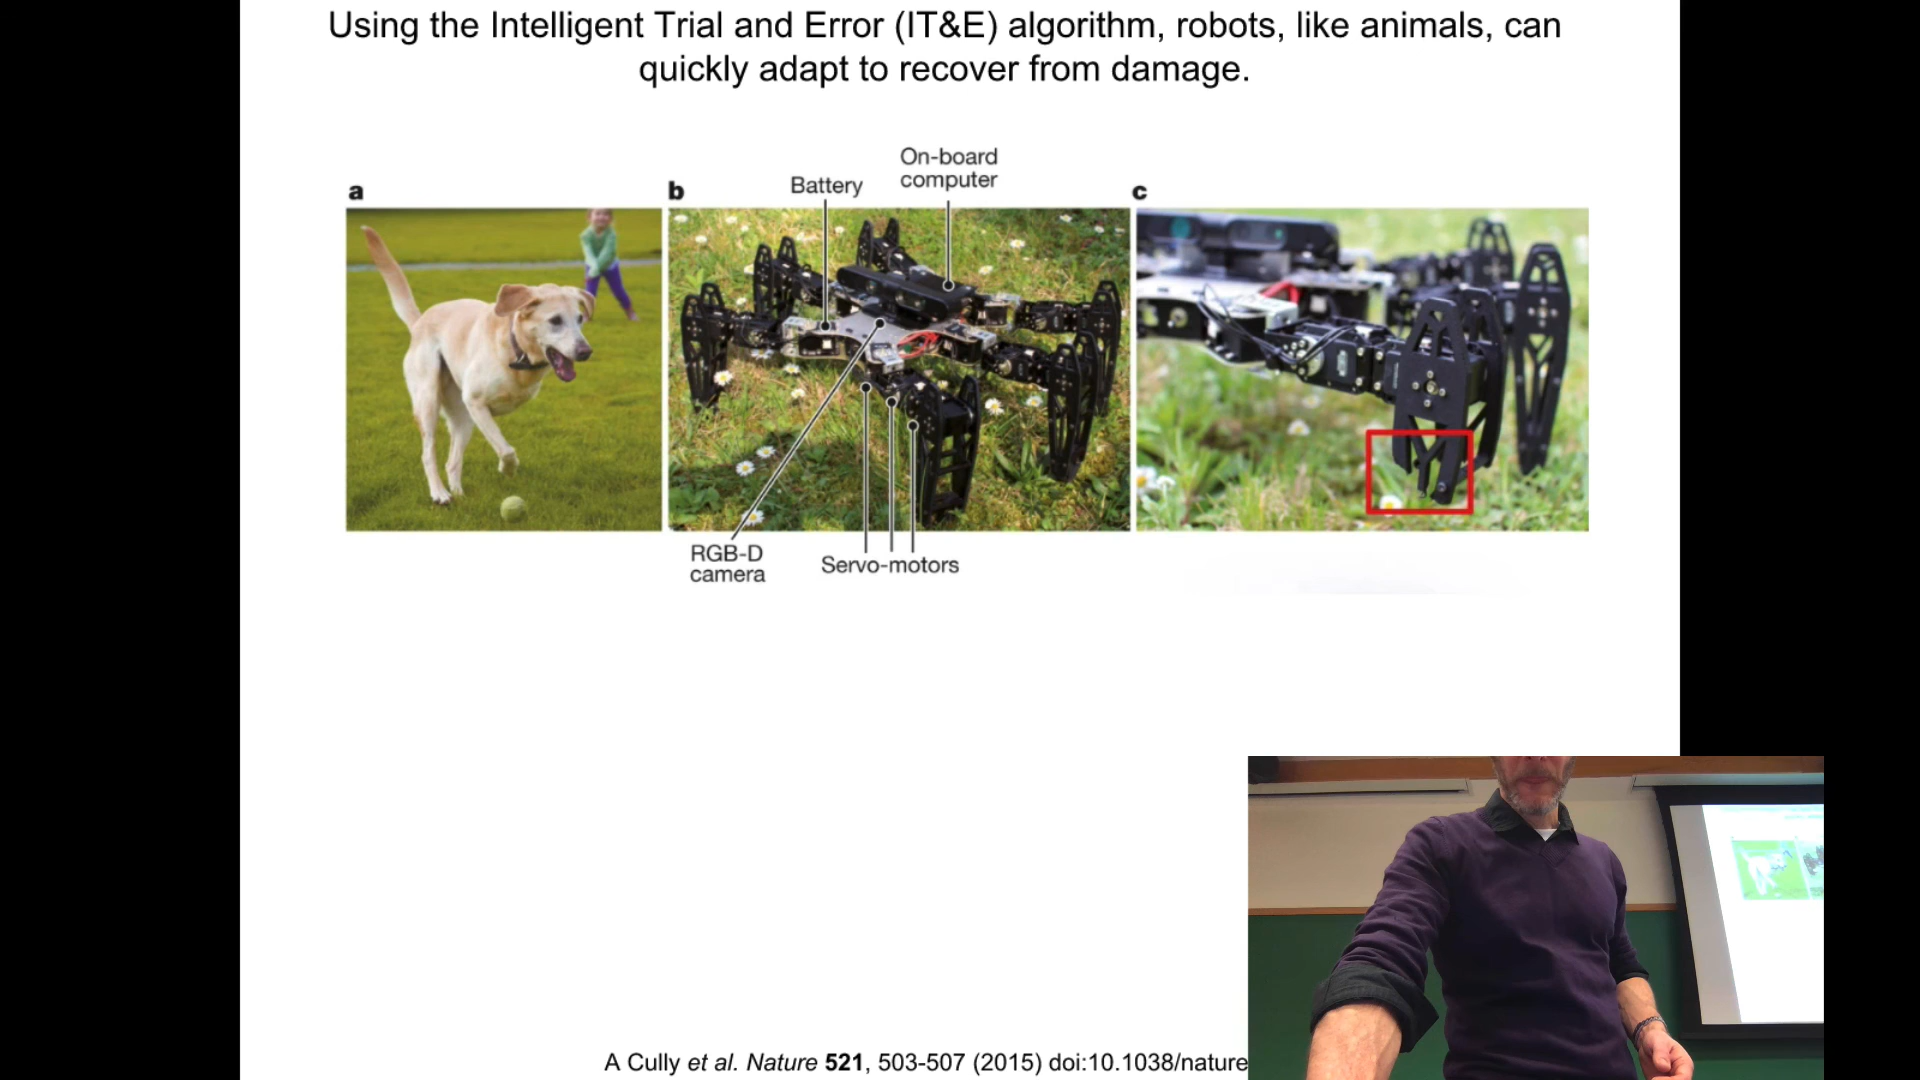 Using the Intelligent Trial and Error (IT&E) algorithm, robots, like animals, can
quickly adapt to recover from damage.
a
b
Battery
On-board
computer
c
RGB-D
camera
Servo-motors
A Cully et al. Nature 521, 503-507 (2015) doi:10.1038/nature